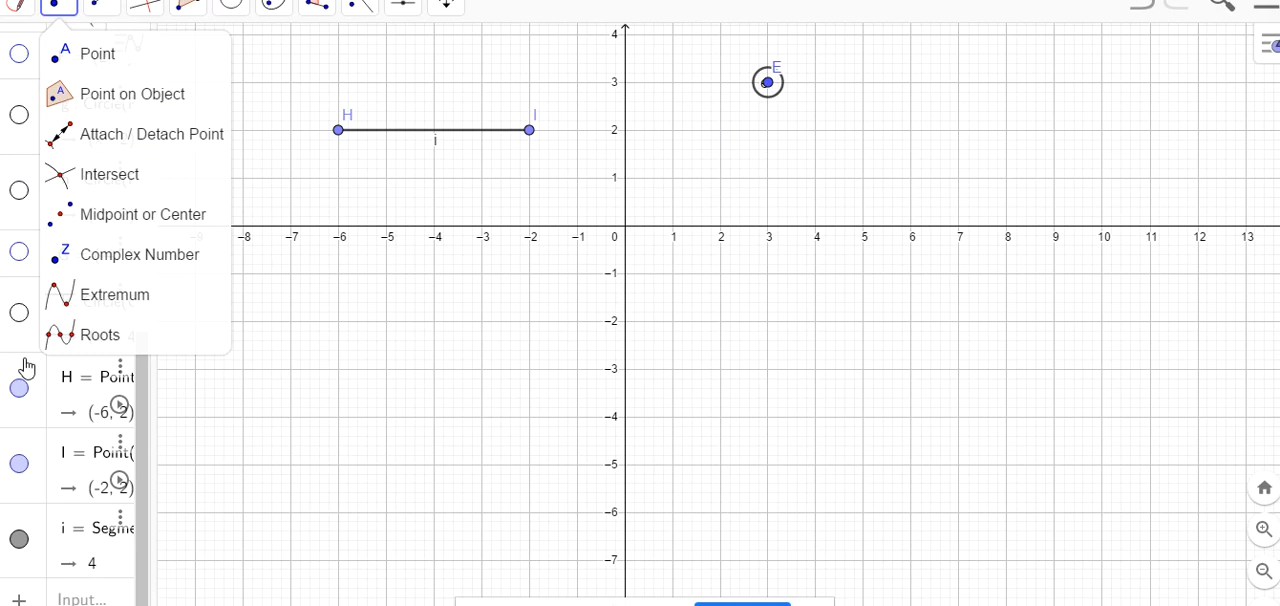 A
Point
A
Point on Object
Attach / Detach Point
Intersect
Midpoint or Center
Z
Complex Number
Extremum
Roots
H = Point
→ (-6, 2)
I = Point(
→ (-2, 2)
i = Segme
→ 4
+ Input...
H
I
i
E
4
3
2
1
0
−1
−2
−3
−4
−5
−6
−7
−9
−8
−7
−6
−5
−4
−3
−2
−1
1
2
3
4
5
6
7
8
9
10
11
12
13